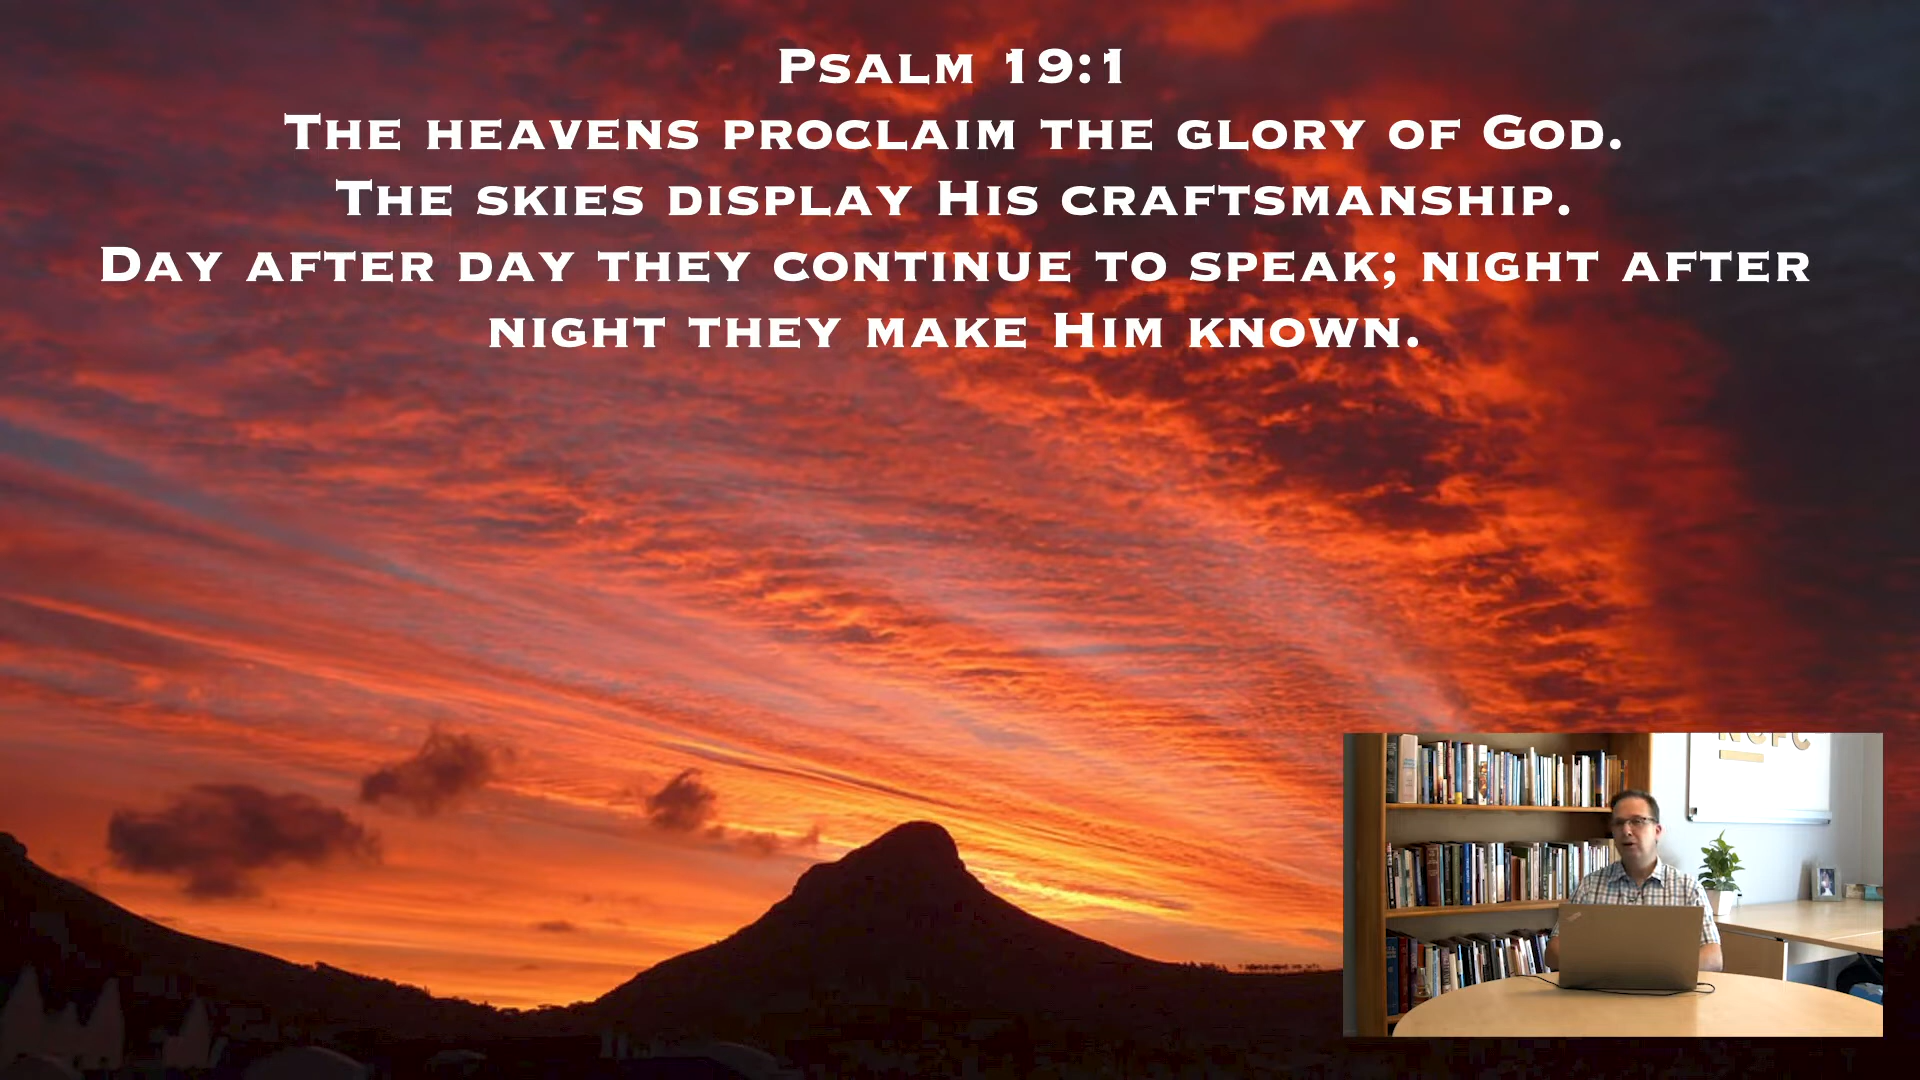 Psalm 19:1
The heavens proclaim the glory of God.
The skies display His craftsmanship.
Day after day they continue to speak; night after
night they make Him known.
NCFC